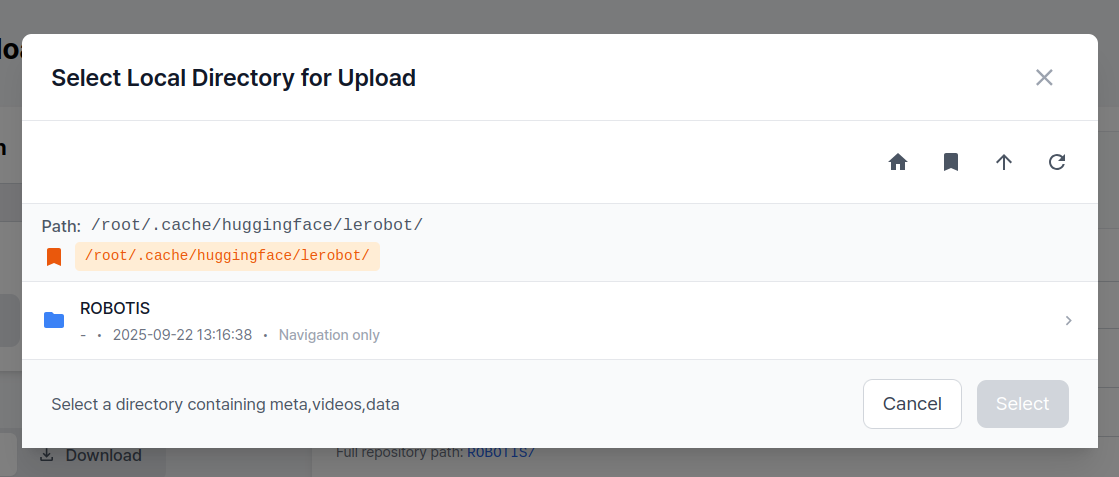 Select Local Directory for Upload
Path: /root/.cache/huggingface/lerobot/
/root/.cache/huggingface/lerobot/
ROBOTIS
- • 2025-09-22 13:16:38 • Navigation only
Select a directory containing meta,videos,data
Cancel Select
Download
Full repository path: ROBOTIS/